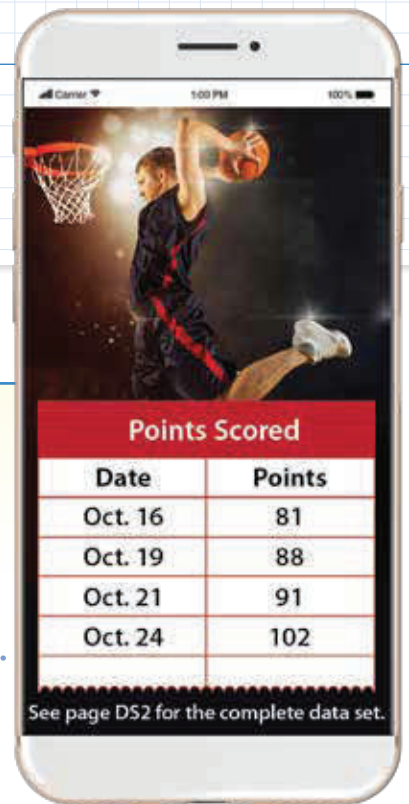 Carrier 1:00 PM 100%
Points Scored
Date Points
Oct. 16 81
Oct. 19 88
Oct. 21 91
Oct. 24 102
See page DS2 for the complete data set.